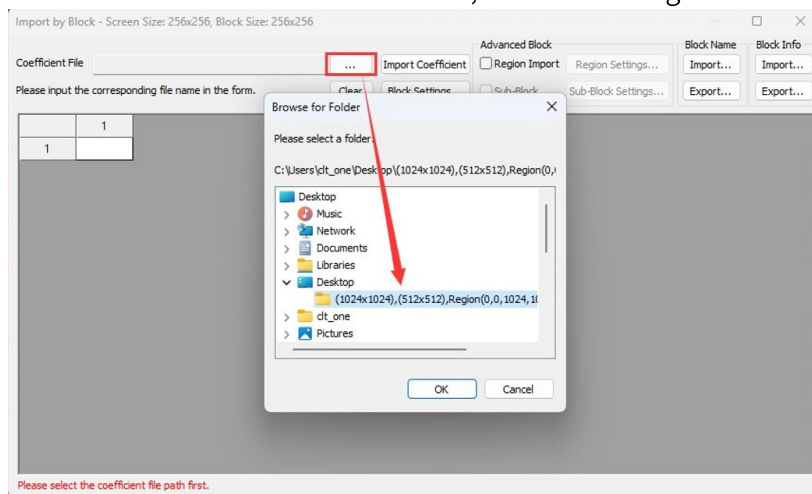 Import by Block - Screen Size: 256x256, Block Size: 256x256
Advanced Block
Block Name
Block Info
Coefficient File
...
Import Coefficient
Region Import
Region Settings...
Import...
Import...
Please input the corresponding file name in the form.
Clear
Block Settings
Sub-Block
Sub-Block Settings...
Export...
Export...
1
1
Browse for Folder
Please select a folder
C:\Users\clt_one\Desktop\(1024x1024),(512x512),Region(0,
Desktop
Music
Network
Documents
Libraries
Desktop
(1024x1024),(512x512),Region(0,0,1024,10
clt_one
Pictures
OK
Cancel
Please select the coefficient file path first.